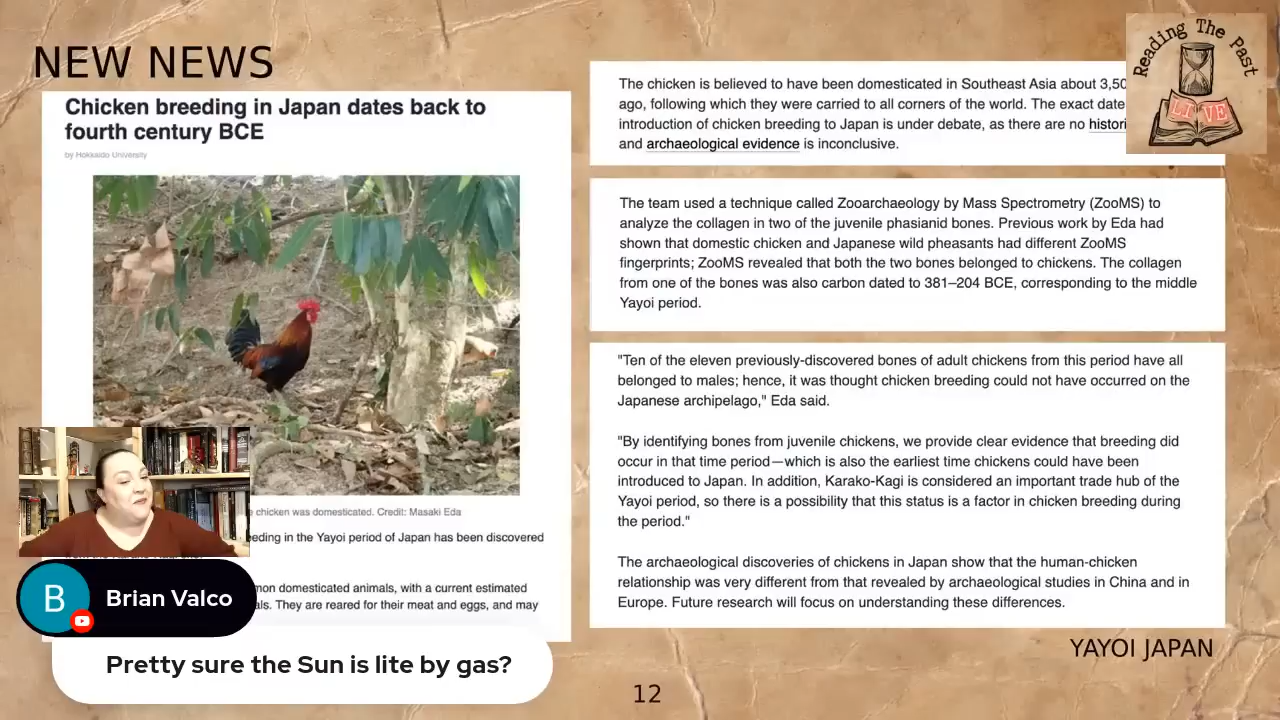 NEW NEWS
Chicken breeding in Japan dates back to
fourth century BCE
by Hokkaido University
chicken was domesticated. Credit: Masaki Eda
eding in the Yayoi period of Japan has been discovered
mon domesticated animals, with a current estimated
als. They are reared for their meat and eggs, and may
Brian Valco
Pretty sure the Sun is lite by gas?
The chicken is believed to have been domesticated in Southeast Asia about 3,50
ago, following which they were carried to all corners of the world. The exact date
introduction of chicken breeding to Japan is under debate, as there are no histori
and archaeological evidence is inconclusive.
The team used a technique called Zooarchaeology by Mass Spectrometry (ZooMS) to
analyze the collagen in two of the juvenile phasianid bones. Previous work by Eda had
shown that domestic chicken and Japanese wild pheasants had different ZooMS
fingerprints; ZooMS revealed that both the two bones belonged to chickens. The collagen
from one of the bones was also carbon dated to 381–204 BCE, corresponding to the middle
Yayoi period.
"Ten of the eleven previously-discovered bones of adult chickens from this period have all
belonged to males; hence, it was thought chicken breeding could not have occurred on the
Japanese archipelago," Eda said.
"By identifying bones from juvenile chickens, we provide clear evidence that breeding did
occur in that time period—which is also the earliest time chickens could have been
introduced to Japan. In addition, Karako-Kagi is considered an important trade hub of the
Yayoi period, so there is a possibility that this status is a factor in chicken breeding during
the period."
The archaeological discoveries of chickens in Japan show that the human-chicken
relationship was very different from that revealed by archaeological studies in China and in
Europe. Future research will focus on understanding these differences.
Reading The Past
LIVE
YAYOI JAPAN
12
B